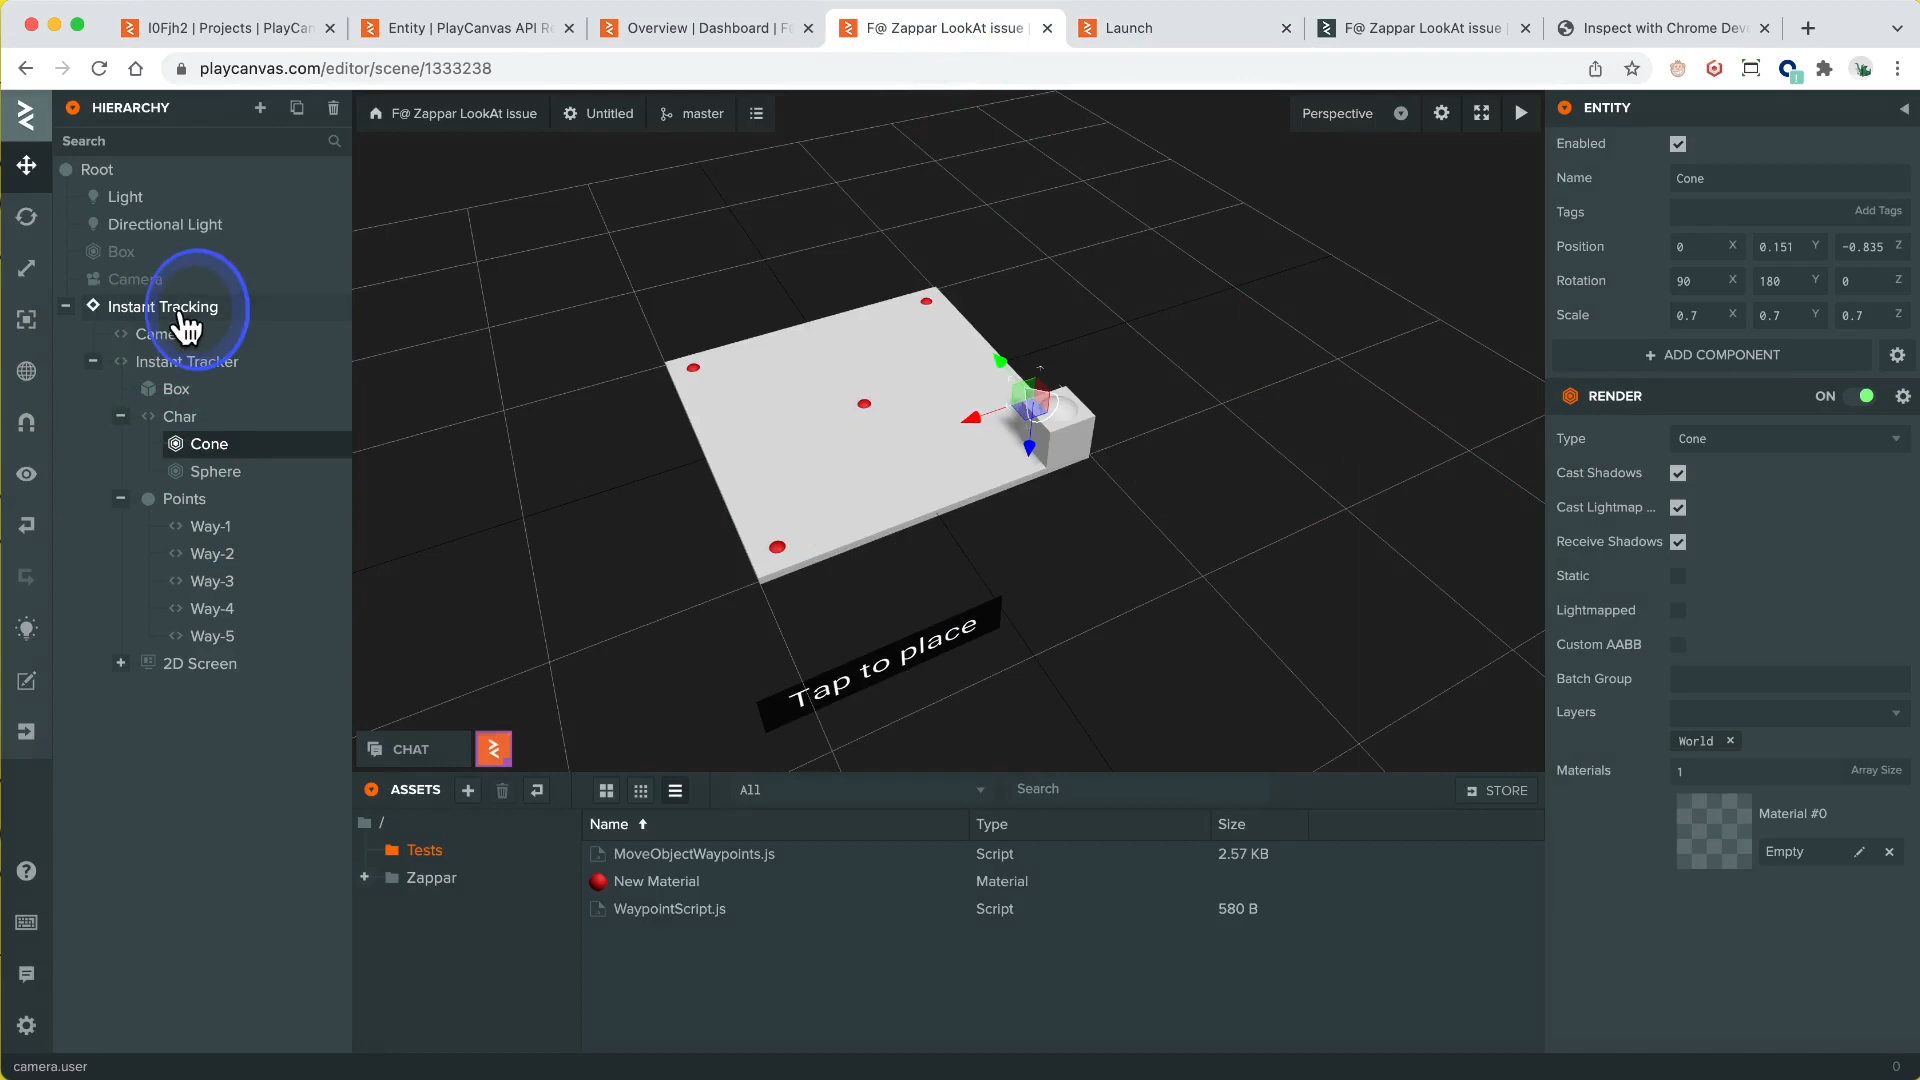 I0Fjh2 | Projects | PlayCan
Entity | PlayCanvas API Re
Overview | Dashboard | F
F@ Zappar LookAt issue
Launch
F@ Zappar LookAt issue
Inspect with Chrome Dev
playcanvas.com/editor/scene/1333238
HIERARCHY
Search
Root
Light
Directional Light
Box
Camera
Instant Tracking
Came
Instant Tracker
Box
Char
Cone
Sphere
Points
Way-1
Way-2
Way-3
Way-4
Way-5
2D Screen
F@ Zappar LookAt issue
Untitled
master
Perspective
Tap to place
CHAT
ASSETS
All
Search
STORE
/
Tests
Zappar
Name
Type
Size
MoveObjectWaypoints.js
Script
2.57 KB
New Material
Material
WaypointScript.js
Script
580 B
ENTITY
Enabled
Name
Cone
Tags
Add Tags
Position
0 X 0.151 Y -0.835 Z
Rotation
90 X 180 Y 0 Z
Scale
0.7 X 0.7 Y 0.7 Z
ADD COMPONENT
RENDER
ON
Type
Cone
Cast Shadows
Cast Lightmap ...
Receive Shadows
Static
Lightmapped
Custom AABB
Batch Group
Layers
World
Materials
1
Array Size
Material #0
Empty
camera.user
0